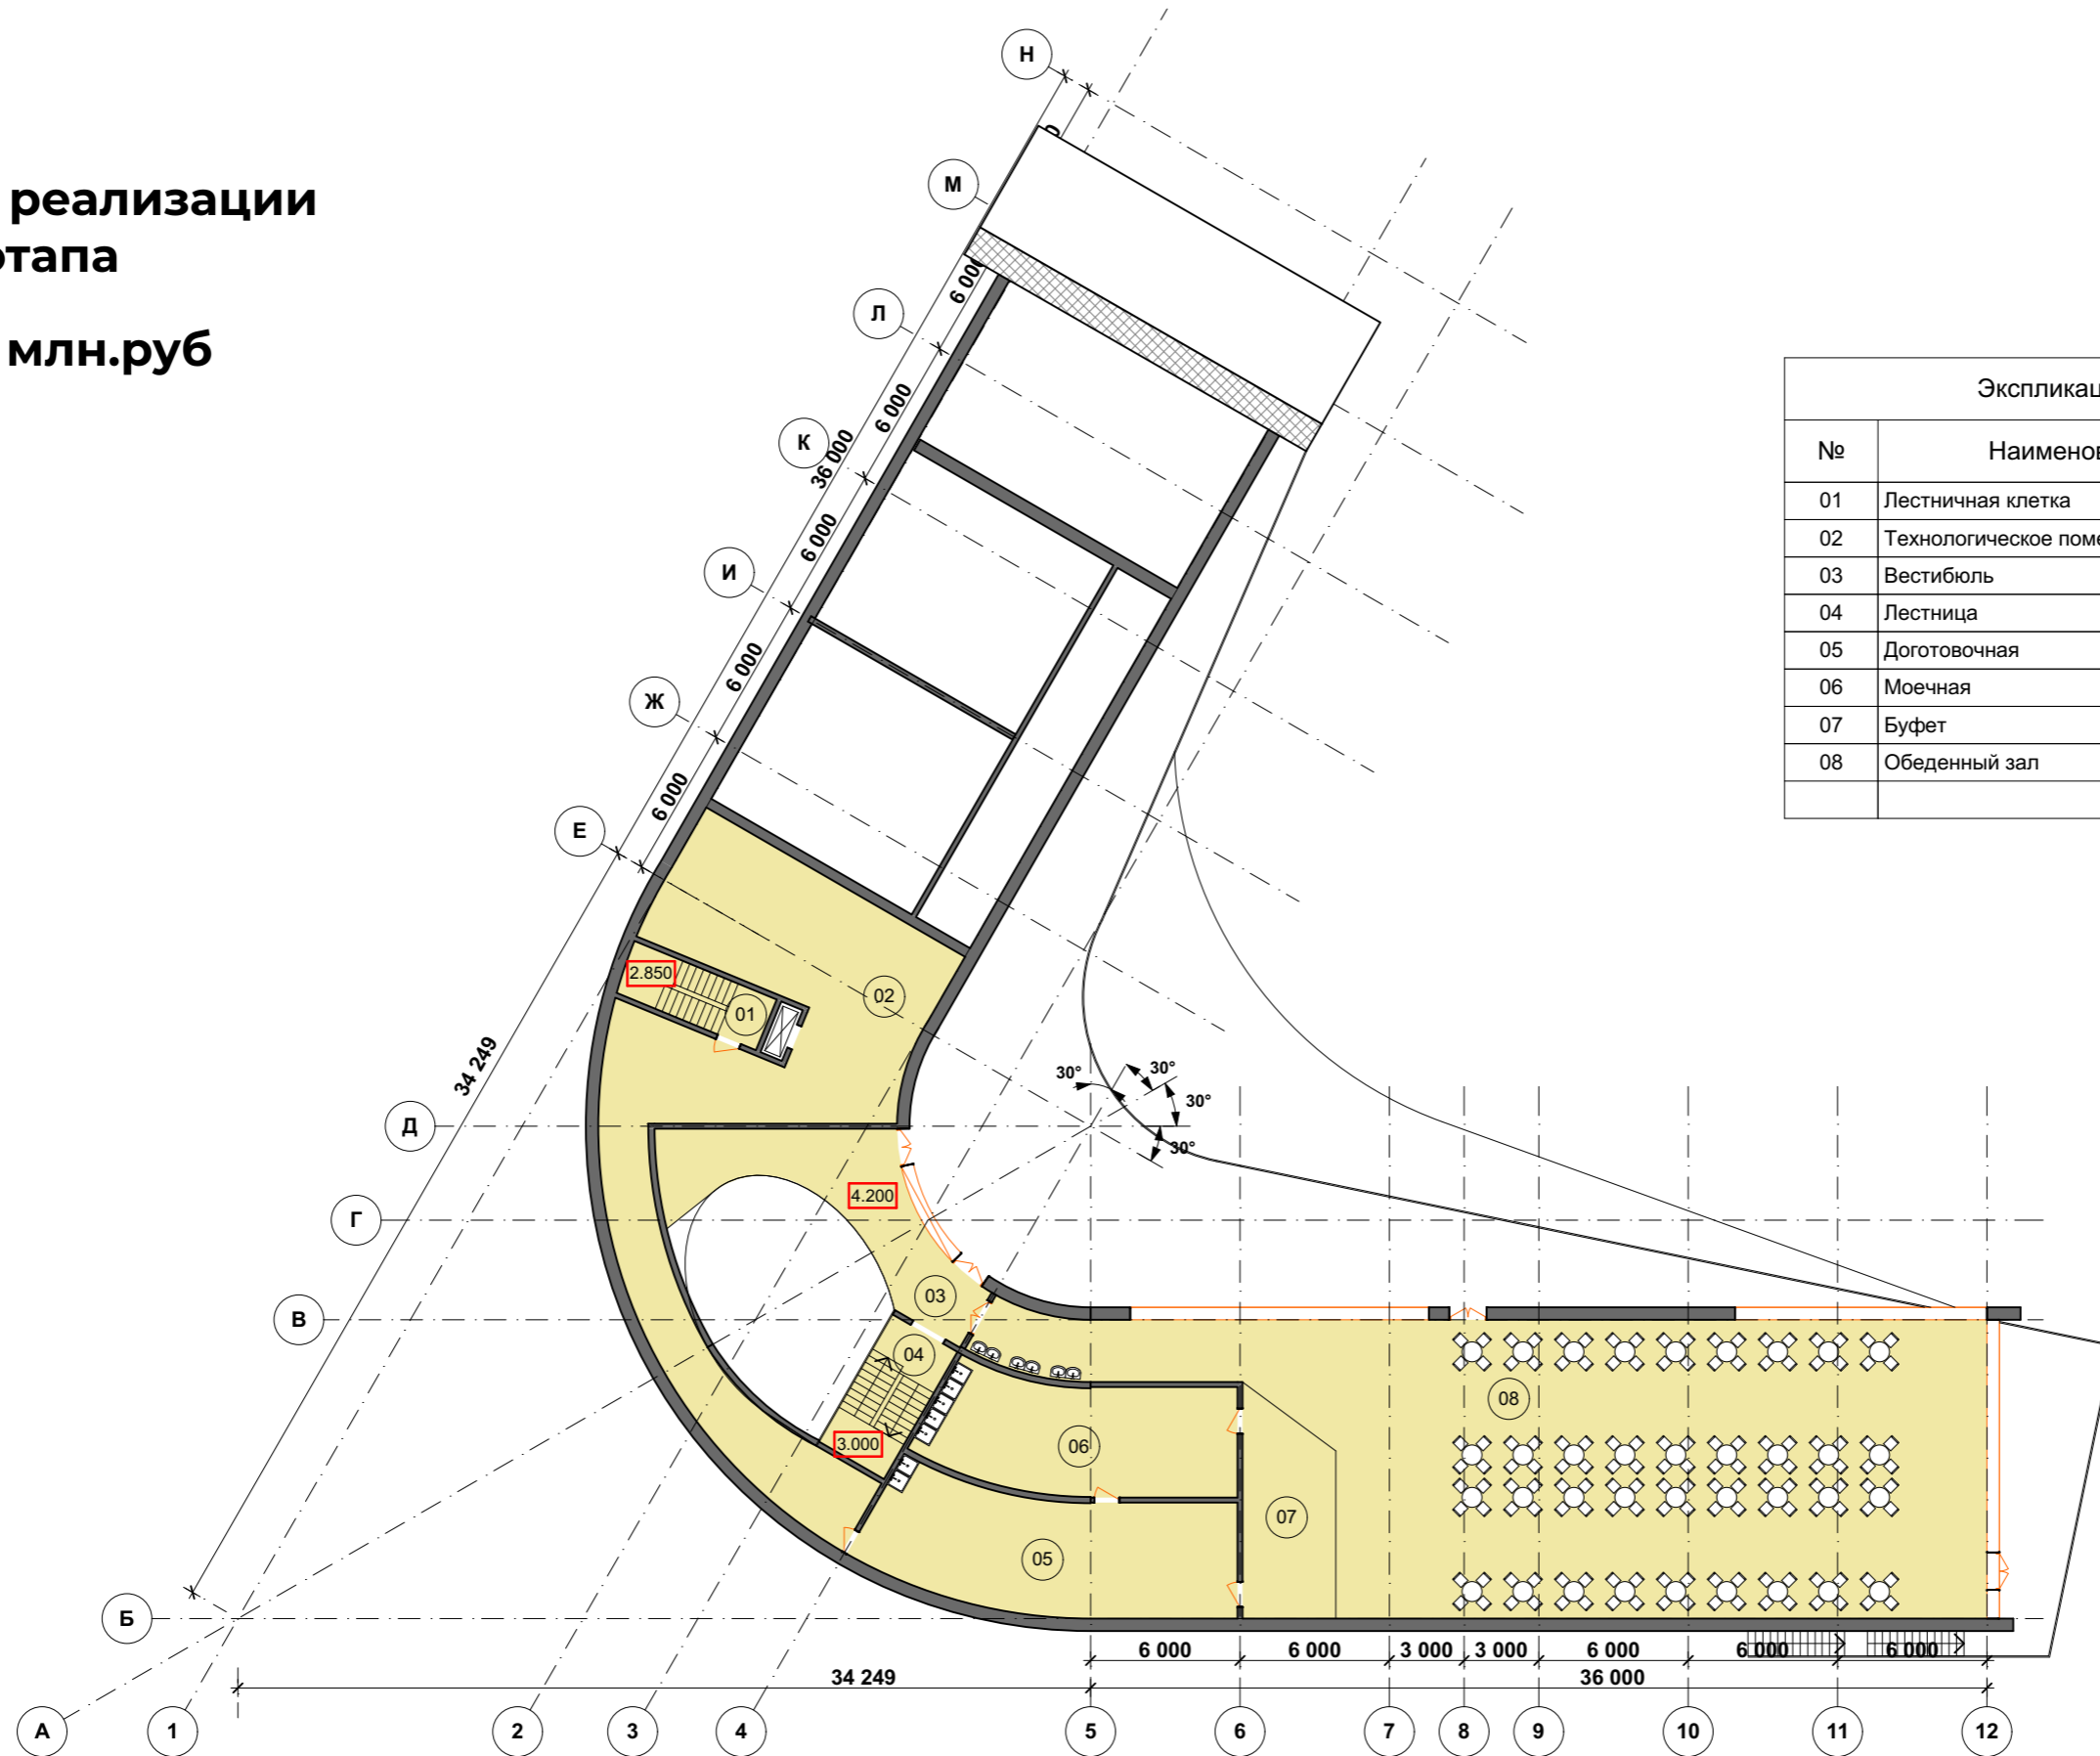 реализации
этапа
млн.руб
Н
М
Л
К
И
Ж
Е
Д
Г
В
Б
А
6 000
6 000
36 000
6 000
6 000
6 000
34 249
Экспликац
№
Наименов
01 Лестничная клетка
02 Технологическое поме
03 Вестибюль
04 Лестница
05 Доготовочная
06 Моечная
07 Буфет
08 Обеденный зал
2.850
01
02
30°
30°
30°
30°
4.200
03
04
3.000
06
05
07
08
6 000 6 000 3 000 3 000 6 000 6 000 6 000
34 249 36 000
1 2 3 4 5 6 7 8 9 10 11 12